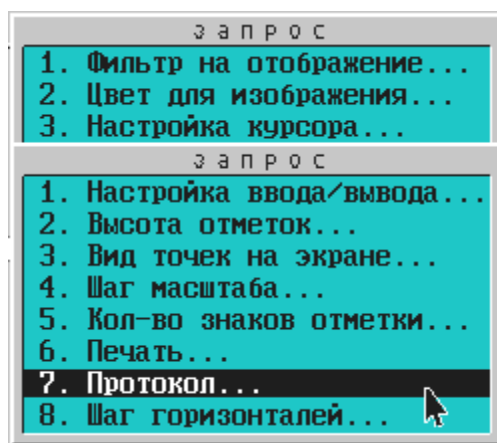 запрос
1. Фильтр на отображение...
2. Цвет для изображения...
3. Настройка курсора...
запрос
1. Настройка ввода/вывода...
2. Высота отметок...
3. Вид точек на экране...
4. Шаг масштаба...
5. Кол-во знаков отметки...
6. Печать...
7. Протокол...
8. Шаг горизонталей...